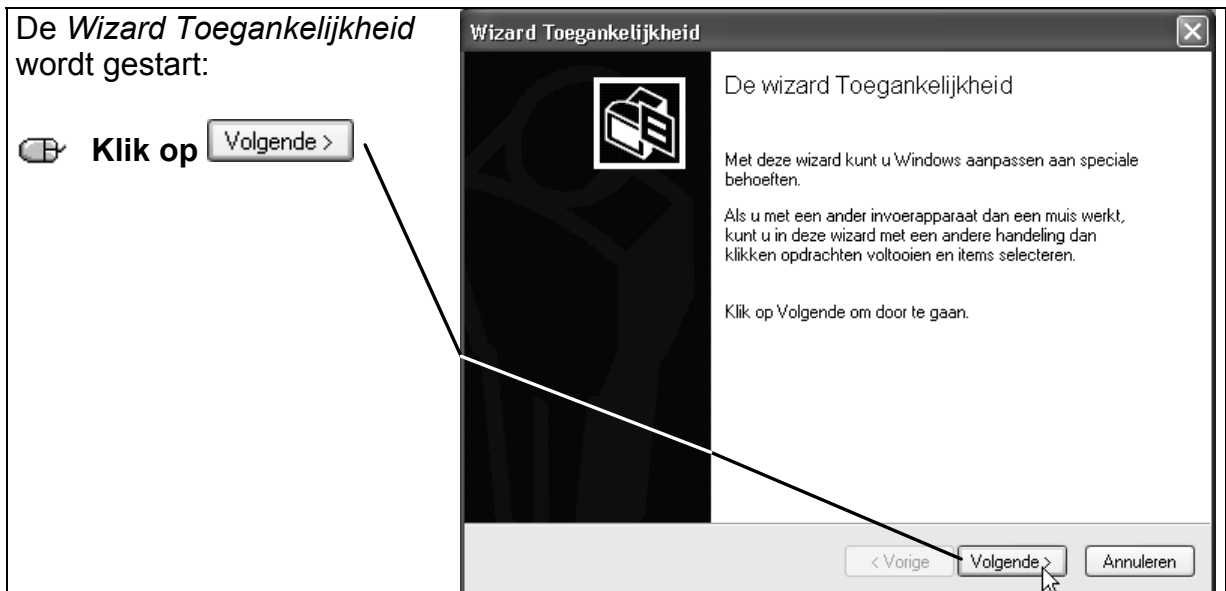 De Wizard Toegankelijkheid
wordt gestart:
Klik op Volgende >
Wizard Toegankelijkheid
De wizard Toegankelijkheid
Met deze wizard kunt u Windows aanpassen aan speciale
behoeften.
Als u met een ander invoerapparaat dan een muis werkt,
kunt u in deze wizard met een andere handeling dan
klikken opdrachten voltooien en items selecteren.
Klik op Volgende om door te gaan.
< Vorige Volgende > Annuleren